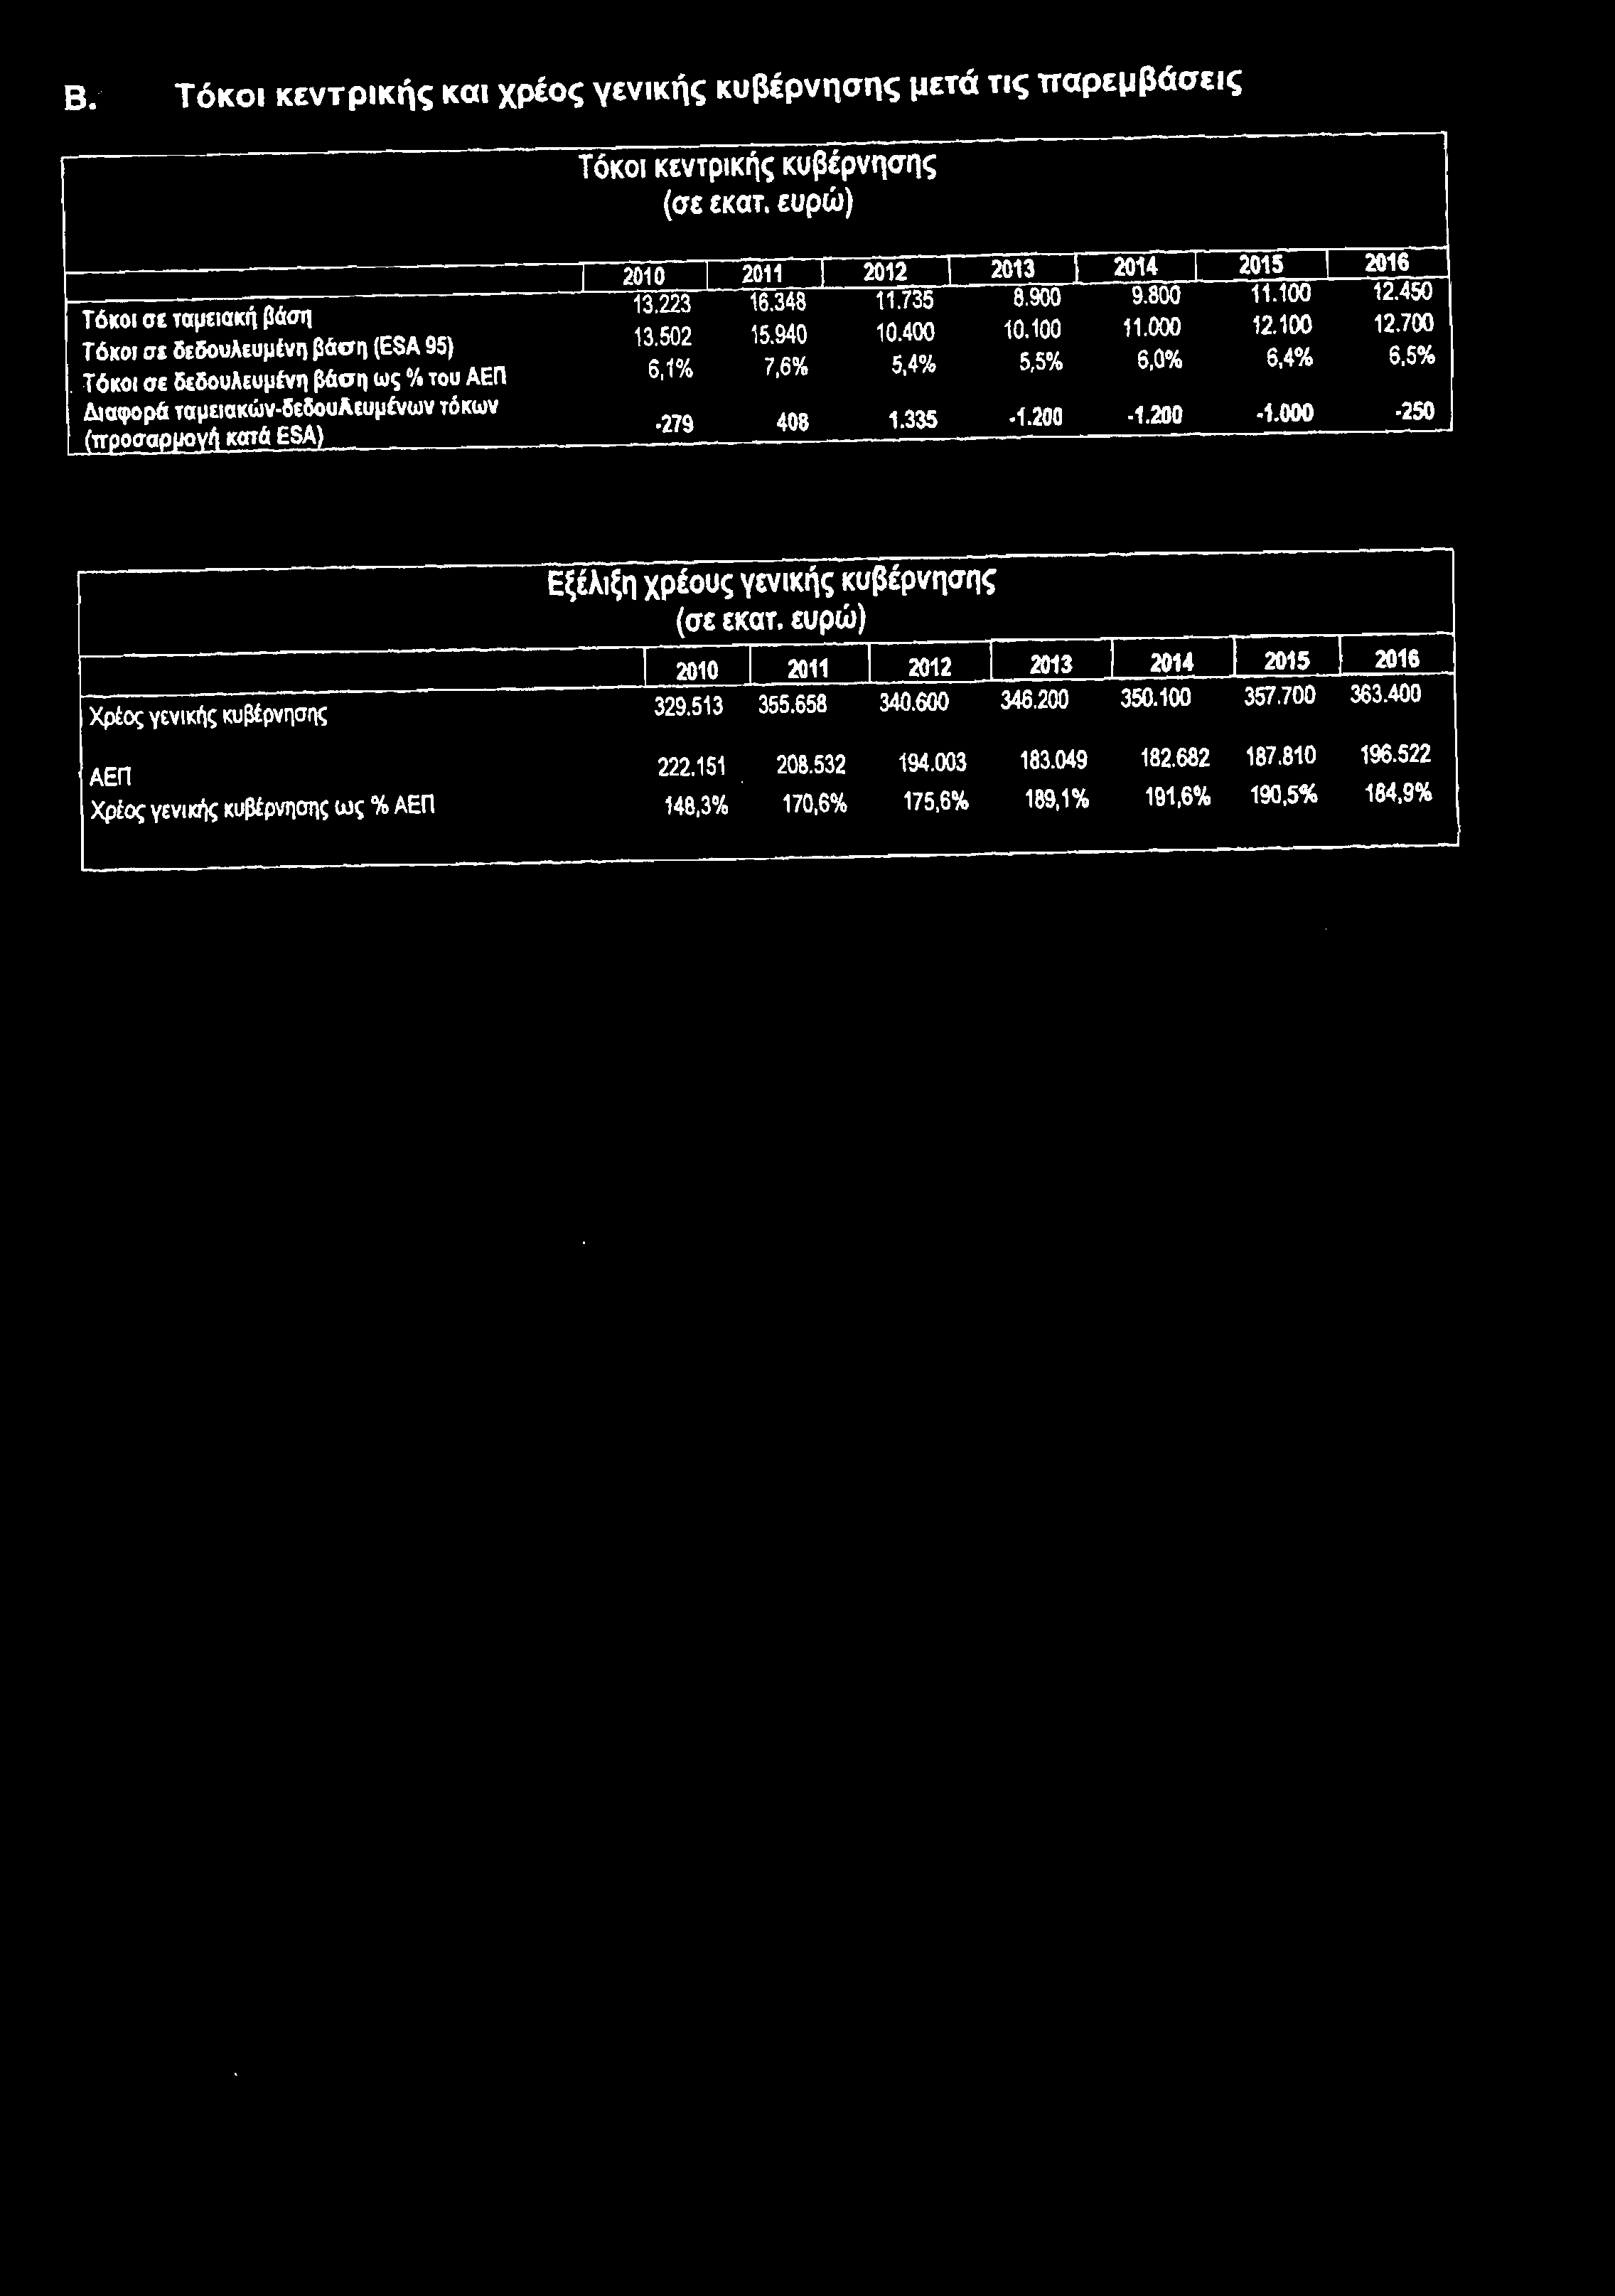 Β. Τόκοι κεντρικής και χρέος γενικής κυβέρνησης μετά τις παρεμβάσεις
Τόκοι κεντρικής κυβέρνησης
(σε εκατ. ευρώ)
2010 2011 2012 2013 2014 2015 2016
Τόκοι σε ταμειακή βάση 13.223 16.348 11.735 8.900 9.800 11.100 12.450
Τόκοι σε δεδουλευμένη βάση (ESA 95) 13.502 15.940 10.400 10.100 11.000 12.100 12.700
Τόκοι σε δεδουλευμένη βάση ως % του ΑΕΠ 6,1% 7,6% 5,4% 5,5% 6,0% 6,4% 6,5%
Διαφορά ταμειακών-δεδουλευμένων τόκων
(προσαρμογή κατά ESA) -279 408 1.335 -1.200 -1.200 -1.000 -250
Εξέλιξη χρέους γενικής κυβέρνησης
(σε εκατ. ευρώ)
2010 2011 2012 2013 2014 2015 2016
Χρέος γενικής κυβέρνησης 329.513 355.658 340.600 346.200 350.100 357.700 363.400
ΑΕΠ 222.151 208.532 194.003 183.049 182.682 187.810 196.522
Χρέος γενικής κυβέρνησης ως % ΑΕΠ 148,3% 170,6% 175,6% 189,1% 191,6% 190,5% 184,9%